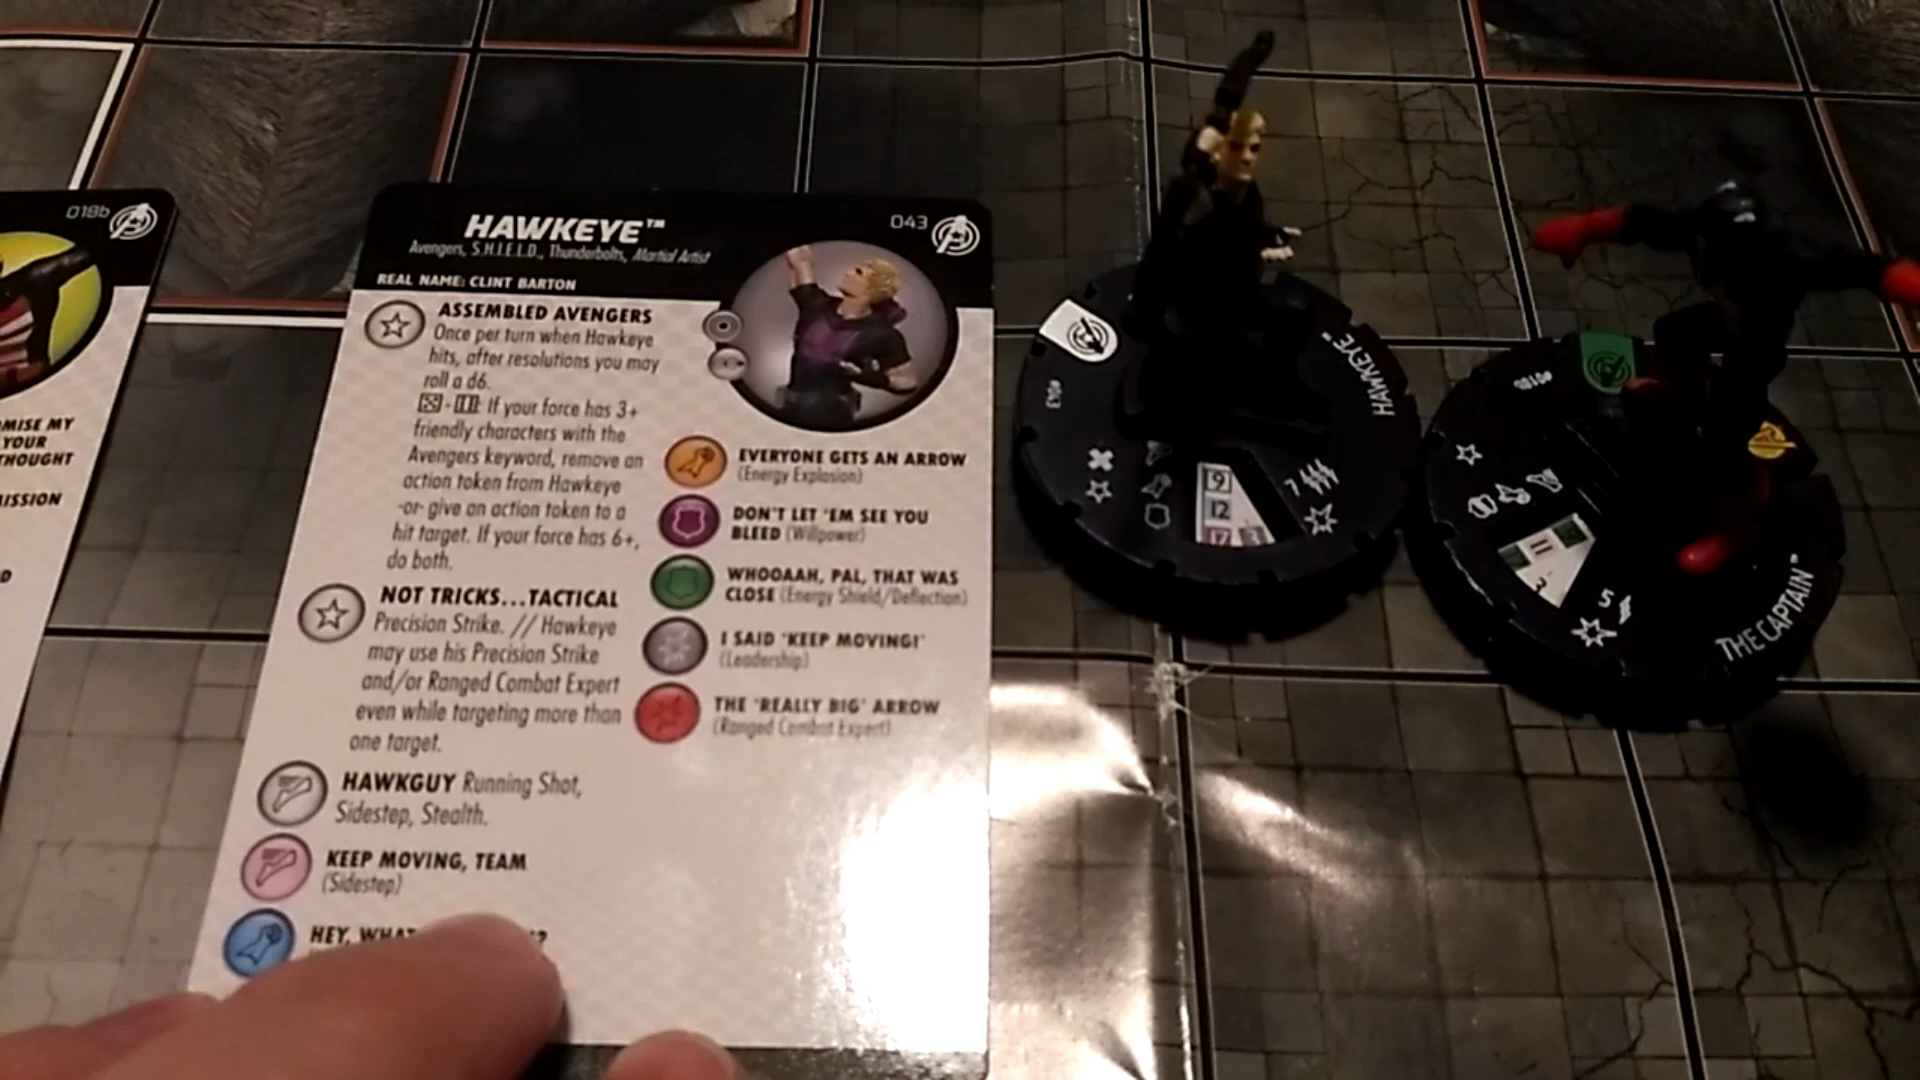 018b
MISE MY
YOUR
THOUGHT
ISSION
HAWKEYE™
043
Avengers, S.H.I.E.L.D., Thunderbolts, Martial Artist
REAL NAME: CLINT BARTON
ASSEMBLED AVENGERS
Once per turn when Hawkeye
hits, after resolutions you may
roll a d6.
If your force has 3+
friendly characters with the
Avengers keyword, remove an
action token from Hawkeye
-or- give an action token to a
hit target. If your force has 6+,
do both.
NOT TRICKS...TACTICAL
Precision Strike. // Hawkeye
may use his Precision Strike
and/or Ranged Combat Expert
even while targeting more than
one target.
HAWKGUY Running Shot,
Sidestep, Stealth.
KEEP MOVING, TEAM
(Sidestep)
HEY,
EVERYONE GETS AN ARROW
(Energy Explosion)
DON'T LET 'EM SEE YOU
BLEED (Willpower)
WHOOAAH, PAL, THAT WAS
CLOSE (Energy Shield/Deflection)
I SAID 'KEEP MOVING!'
(Leadership)
THE 'REALLY BIG' ARROW
(Ranged Combat Expert)
HAWKEYE™
043
9
12
17
7
THE CAPTAIN™
5